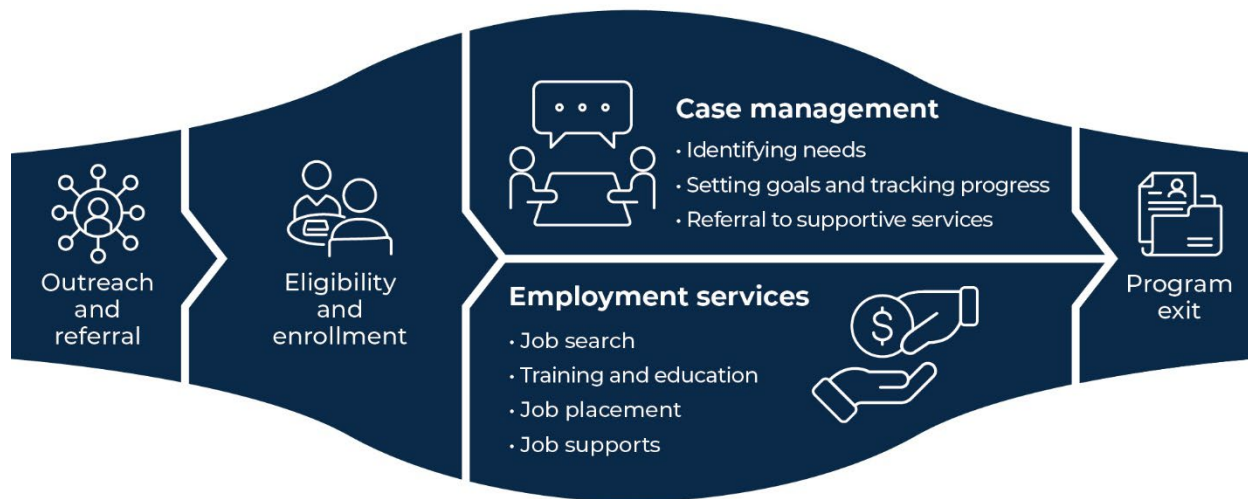 Outreach
and
referral
Eligibility
and
enrollment
Case management
• Identifying needs
• Setting goals and tracking progress
• Referral to supportive services
Employment services
• Job search
• Training and education
• Job placement
• Job supports
$
Program
exit